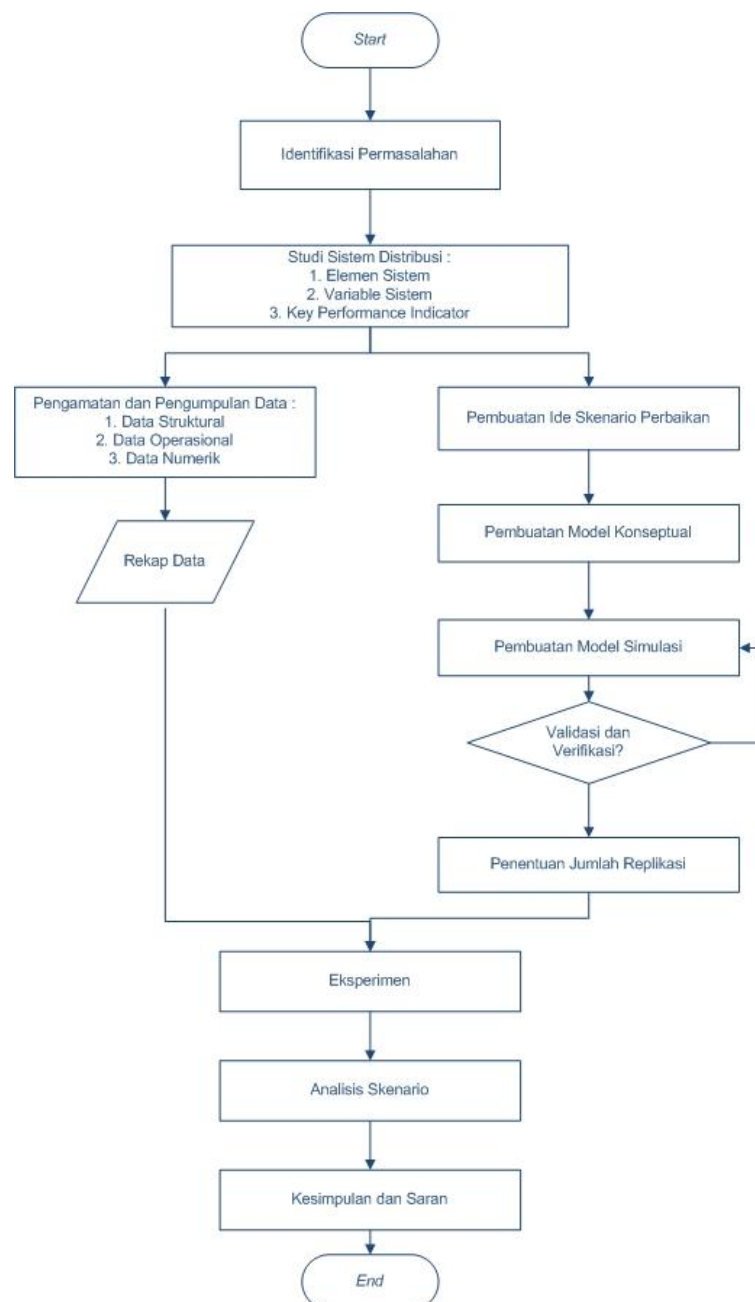 Start
Identifikasi Permasalahan
Studi Sistem Distribusi :
1. Elemen Sistem
2. Variable Sistem
3. Key Performance Indicator
Pengamatan dan Pengumpulan Data :
1. Data Struktural
2. Data Operasional
3. Data Numerik
Rekap Data
Pembuatan Ide Skenario Perbaikan
Pembuatan Model Konseptual
Pembuatan Model Simulasi
Validasi dan
Verifikasi?
Penentuan Jumlah Replikasi
Eksperimen
Analisis Skenario
Kesimpulan dan Saran
End